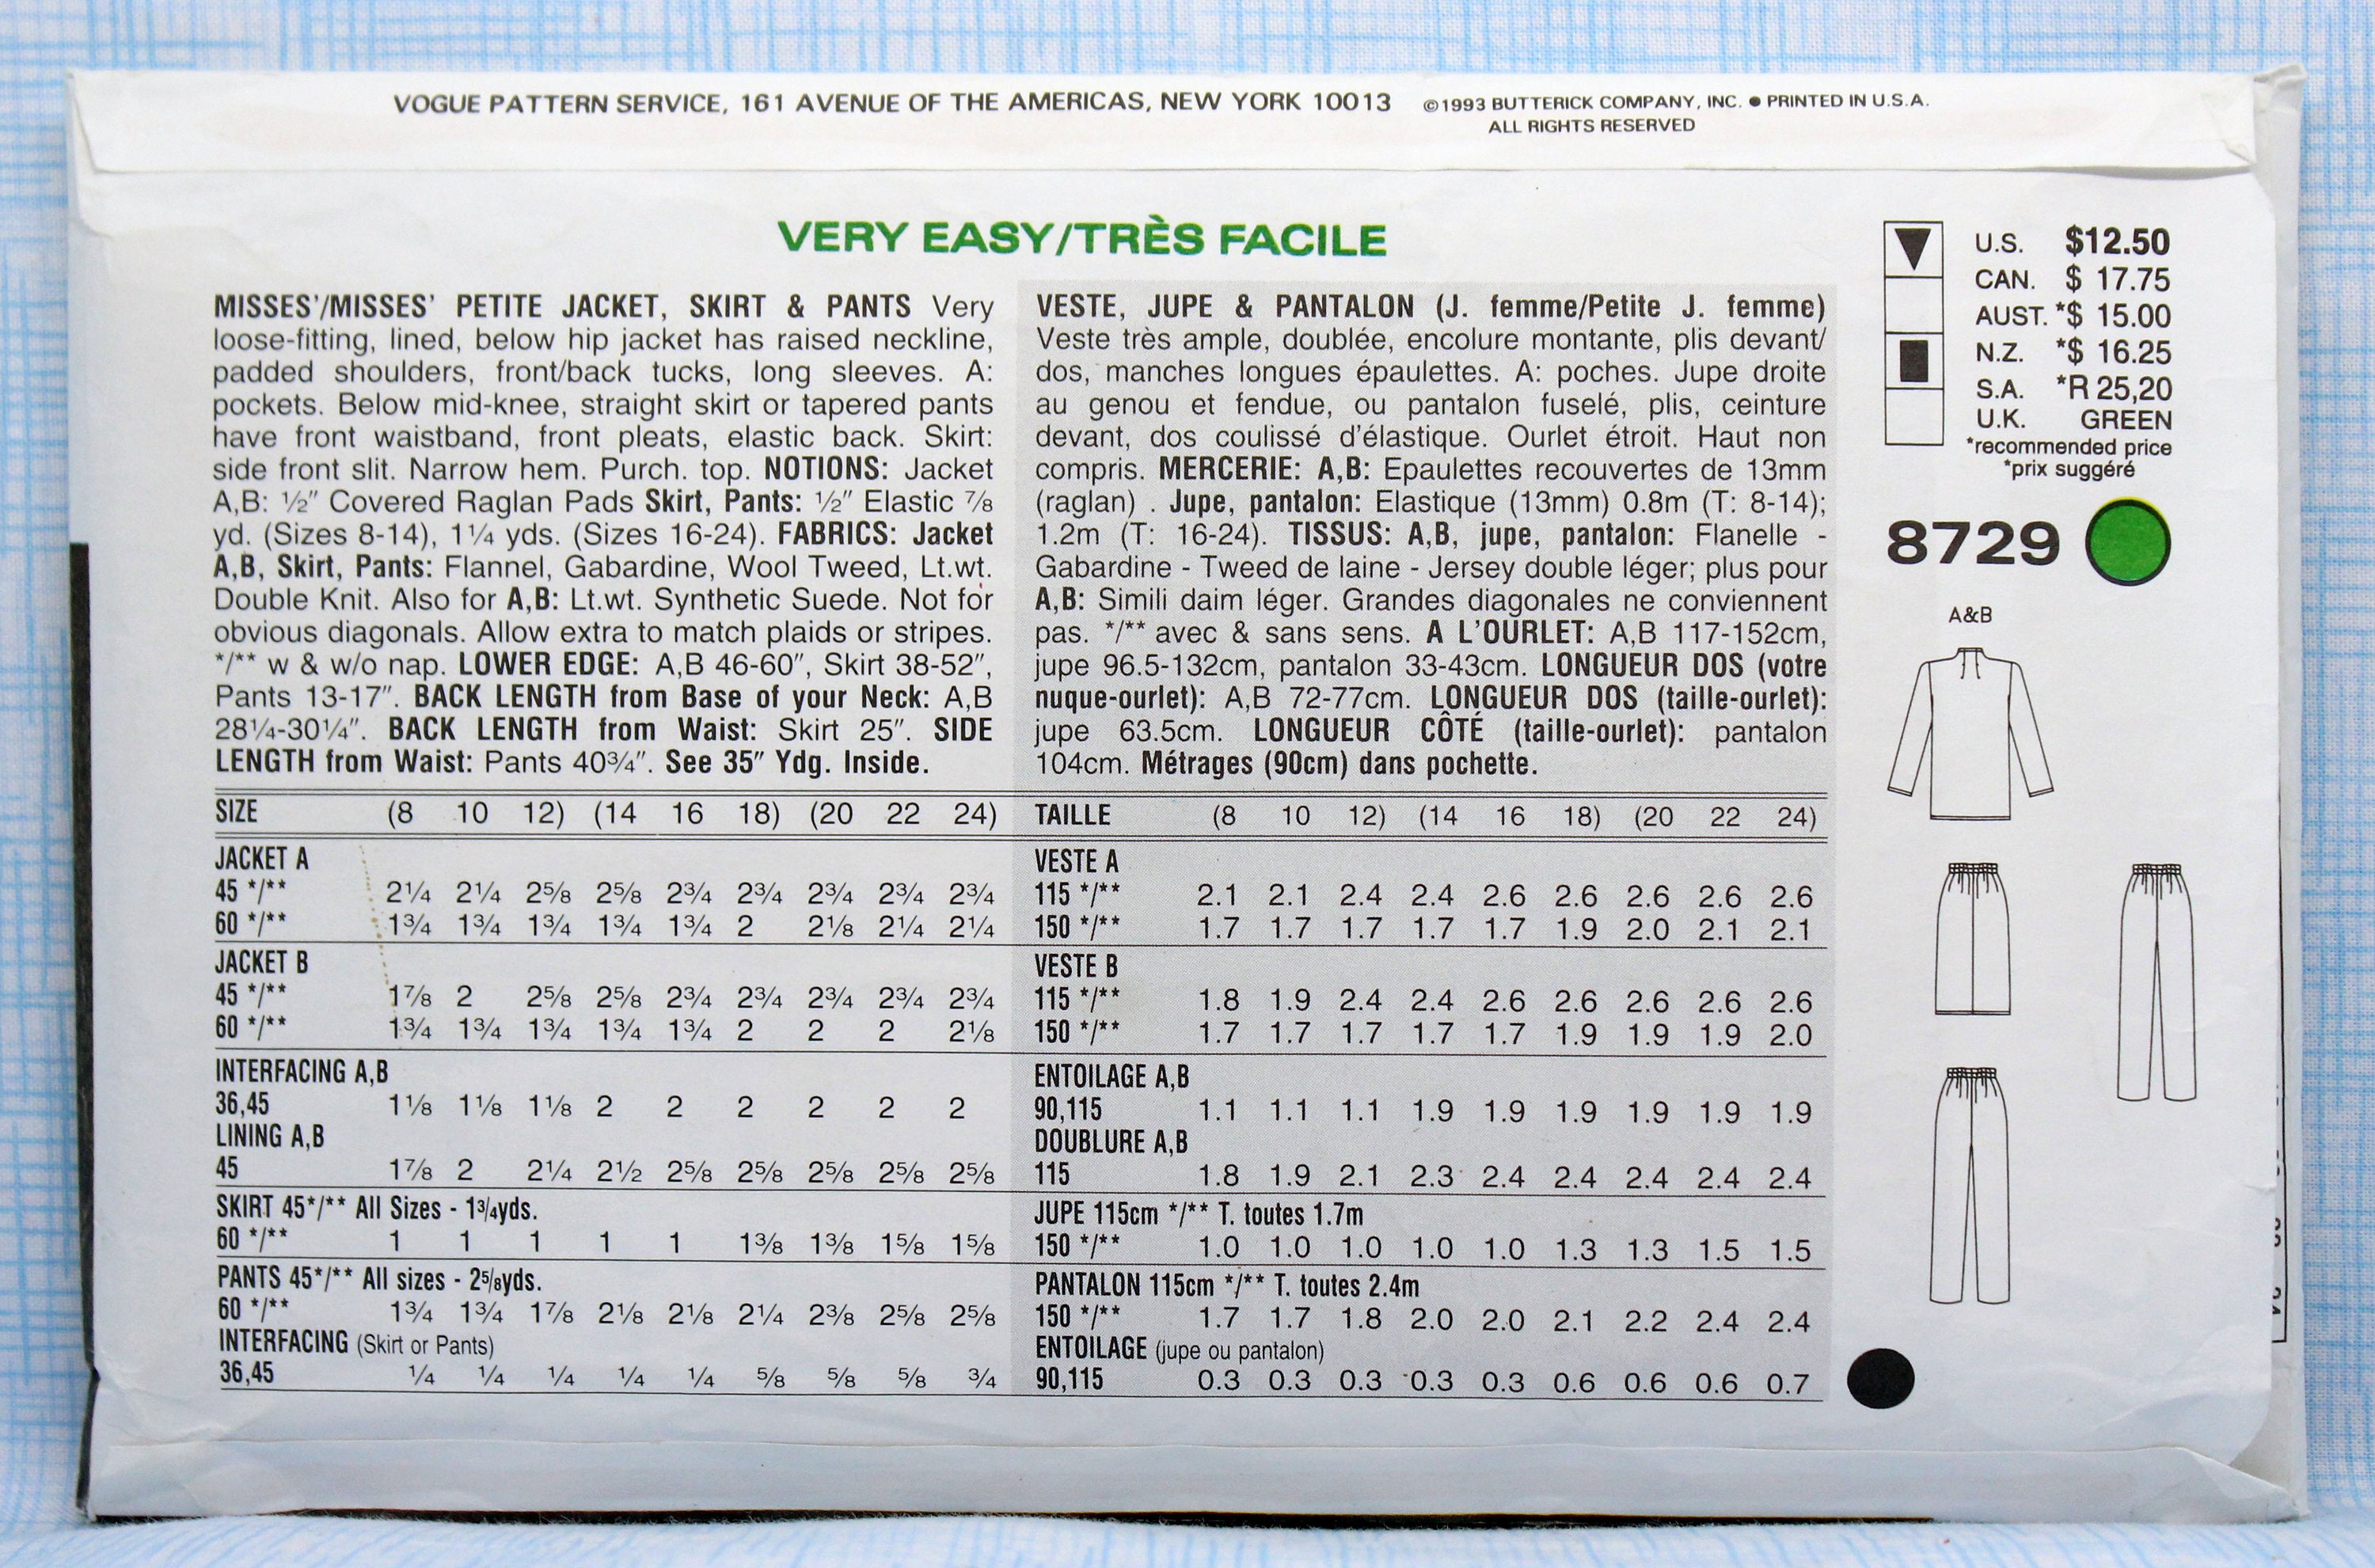 VOGUE PATTERN SERVICE, 161 AVENUE OF THE AMERICAS, NEW YORK 10013 ©1993 BUTTERICK COMPANY, INC. ● PRINTED IN U.S.A.
ALL RIGHTS RESERVED
VERY EASY/TRÈS FACILE
MISSES'/MISSES' PETITE JACKET, SKIRT & PANTS Very
loose-fitting, lined, below hip jacket has raised neckline,
padded shoulders, front/back tucks, long sleeves. A:
pockets. Below mid-knee, straight skirt or tapered pants
have front waistband, front pleats, elastic back. Skirt:
side front slit. Narrow hem. Purch. top. NOTIONS: Jacket
A,B: ½" Covered Raglan Pads Skirt, Pants: ½" Elastic ⅞
yd. (Sizes 8-14), 1¼ yds. (Sizes 16-24). FABRICS: Jacket
A,B, Skirt, Pants: Flannel, Gabardine, Wool Tweed, Lt.wt.
Double Knit. Also for A,B: Lt.wt. Synthetic Suede. Not for
obvious diagonals. Allow extra to match plaids or stripes.
*/** w & w/o nap. LOWER EDGE: A,B 46-60", Skirt 38-52",
Pants 13-17". BACK LENGTH from Base of your Neck: A,B
28¼-30¼". BACK LENGTH from Waist: Skirt 25". SIDE
LENGTH from Waist: Pants 40¾". See 35" Ydg. Inside.
VESTE, JUPE & PANTALON (J. femme/Petite J. femme)
Veste très ample, doublée, encolure montante, plis devant/
dos, manches longues épaulettes. A: poches. Jupe droite
au genou et fendue, ou pantalon fuselé, plis, ceinture
devant, dos coulissé d'élastique. Ourlet étroit. Haut non
compris. MERCERIE: A,B: Epaulettes recouvertes de 13mm
(raglan) . Jupe, pantalon: Elastique (13mm) 0.8m (T: 8-14);
1.2m (T: 16-24). TISSUS: A,B, jupe, pantalon: Flanelle -
Gabardine - Tweed de laine - Jersey double léger; plus pour
A,B: Simili daim léger. Grandes diagonales ne conviennent
pas. */** avec & sans sens. A L'OURLET: A,B 117-152cm,
jupe 96.5-132cm, pantalon 33-43cm. LONGUEUR DOS (votre
nuque-ourlet): A,B 72-77cm. LONGUEUR DOS (taille-ourlet):
jupe 63.5cm. LONGUEUR CÔTÉ (taille-ourlet): pantalon
104cm. Métrages (90cm) dans pochette.
SIZE (8 10 12) (14 16 18) (20 22 24)
JACKET A
45 */** 2¼ 2¼ 2⅝ 2⅝ 2¾ 2¾ 2¾ 2¾ 2¾
60 */** 1¾ 1¾ 1¾ 1¾ 1¾ 2 2⅛ 2¼ 2¼
JACKET B
45 */** 1⅞ 2 2⅝ 2⅝ 2¾ 2¾ 2¾ 2¾ 2¾
60 */** 1¾ 1¾ 1¾ 1¾ 1¾ 2 2 2 2⅛
INTERFACING A,B
36,45 1⅛ 1⅛ 1⅛ 2 2 2 2 2 2
LINING A,B
45 1⅞ 2 2¼ 2½ 2⅝ 2⅝ 2⅝ 2⅝ 2⅝
SKIRT 45*/** All Sizes - 1¾yds.
60 */** 1 1 1 1 1 1⅜ 1⅜ 1⅝ 1⅝
PANTS 45*/** All sizes - 2⅝yds.
60 */** 1¾ 1¾ 1⅞ 2⅛ 2⅛ 2¼ 2⅜ 2⅝ 2⅝
INTERFACING (Skirt or Pants)
36,45 ¼ ¼ ¼ ¼ ¼ ⅝ ⅝ ⅝ ¾
TAILLE (8 10 12) (14 16 18) (20 22 24)
VESTE A
115 */** 2.1 2.1 2.4 2.4 2.6 2.6 2.6 2.6 2.6
150 */** 1.7 1.7 1.7 1.7 1.7 1.9 2.0 2.1 2.1
VESTE B
115 */** 1.8 1.9 2.4 2.4 2.6 2.6 2.6 2.6 2.6
150 */** 1.7 1.7 1.7 1.7 1.7 1.9 1.9 1.9 2.0
ENTOILAGE A,B
90,115 1.1 1.1 1.1 1.9 1.9 1.9 1.9 1.9 1.9
DOUBLURE A,B
115 1.8 1.9 2.1 2.3 2.4 2.4 2.4 2.4 2.4
JUPE 115cm */** T. toutes 1.7m
150 */** 1.0 1.0 1.0 1.0 1.0 1.3 1.3 1.5 1.5
PANTALON 115cm */** T. toutes 2.4m
150 */** 1.7 1.7 1.8 2.0 2.0 2.1 2.2 2.4 2.4
ENTOILAGE (jupe ou pantalon)
90,115 0.3 0.3 0.3 0.3 0.3 0.6 0.6 0.6 0.7
U.S. $12.50
CAN. $ 17.75
AUST. *$ 15.00
N.Z. *$ 16.25
S.A. *R 25,20
U.K. GREEN
*recommended price
*prix suggéré
8729
A&B